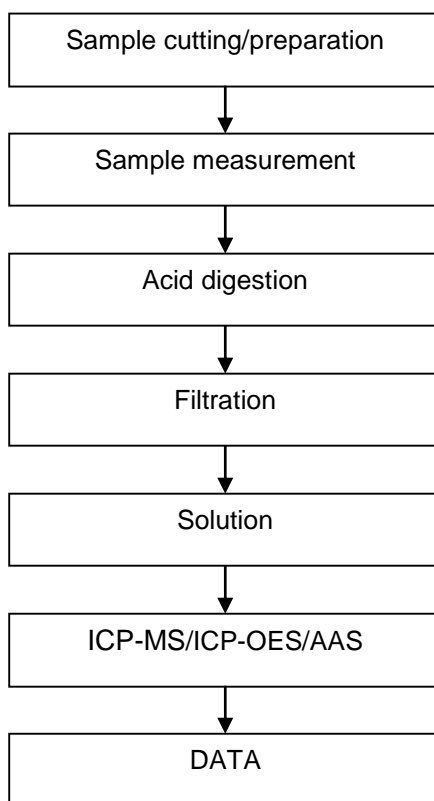 Sample cutting/preparation
Sample measurement
Acid digestion
Filtration
Solution
ICP-MS/ICP-OES/AAS
DATA